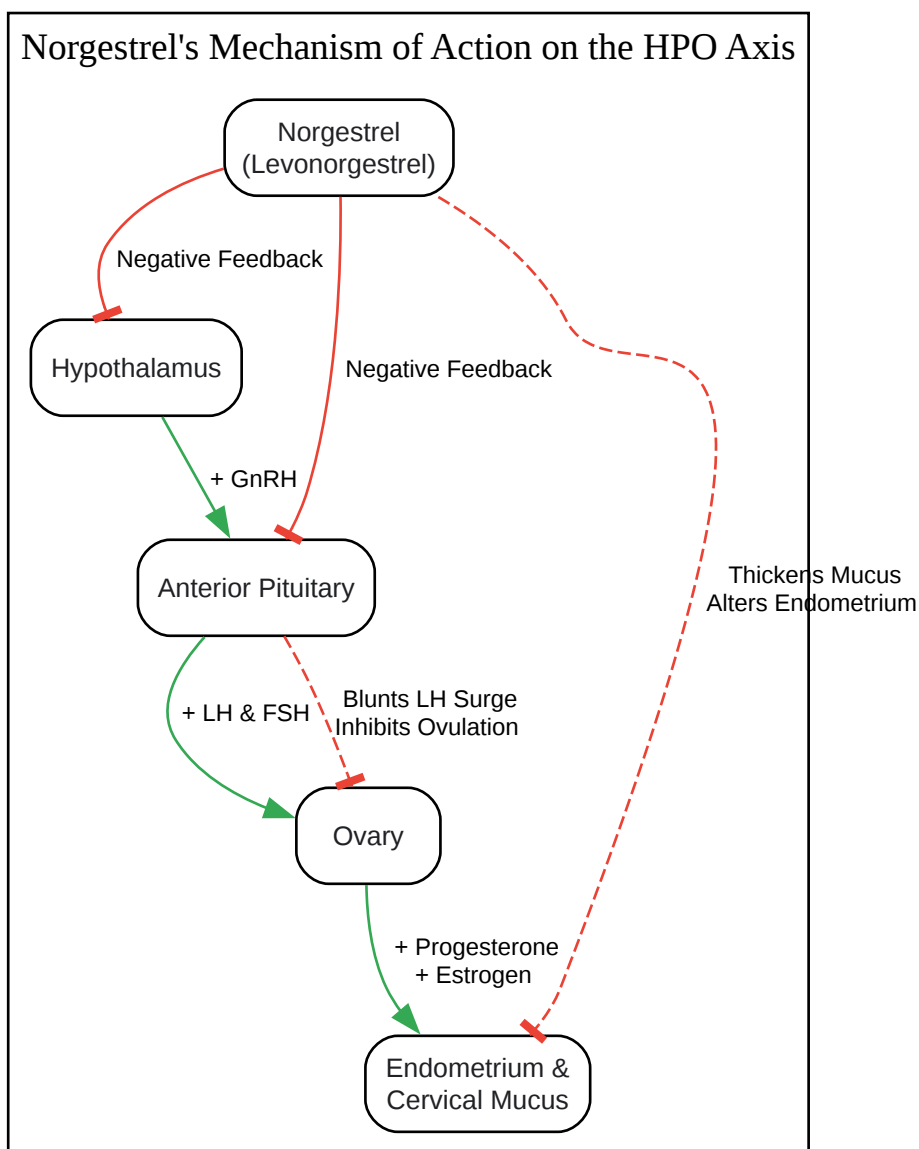 Norgestrel's Mechanism of Action on the HPO Axis
Norgestrel
(Levonorgestrel)
Negative Feedback
Hypothalamus
Negative Feedback
+ GnRH
Anterior Pituitary
Thickens Mucus
Alters Endometrium
+ LH & FSH
Blunts LH Surge
Inhibits Ovulation
Ovary
+ Progesterone
+ Estrogen
Endometrium &
Cervical Mucus